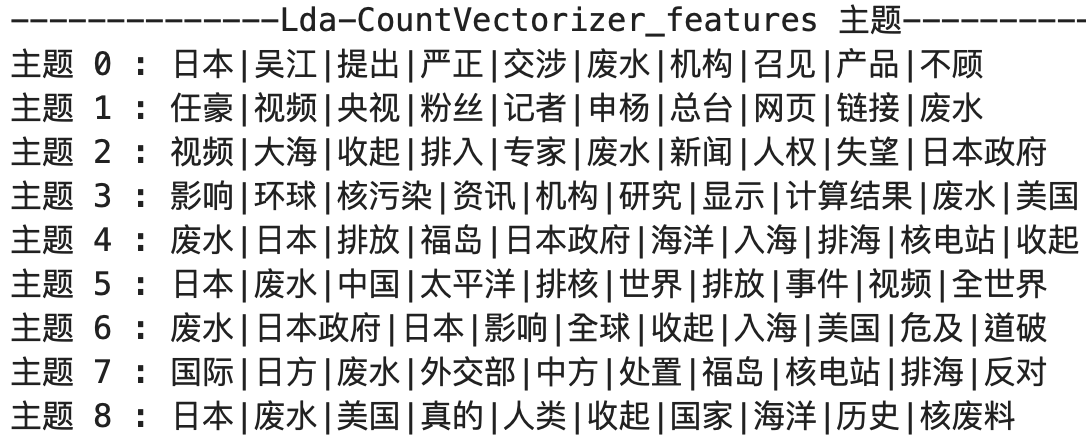 --------------Lda-CountVectorizer_features 主题----------
主题 0 : 日本|吴江|提出|严正|交涉|废水|机构|召见|产品|不顾
主题 1 : 任豪|视频|央视|粉丝|记者|申杨|总台|网页|链接|废水
主题 2 : 视频|大海|收起|排入|专家|废水|新闻|人权|失望|日本政府
主题 3 : 影响|环球|核污染|资讯|机构|研究|显示|计算结果|废水|美国
主题 4 : 废水|日本|排放|福岛|日本政府|海洋|入海|排海|核电站|收起
主题 5 : 日本|废水|中国|太平洋|排核|世界|排放|事件|视频|全世界
主题 6 : 废水|日本政府|日本|影响|全球|收起|入海|美国|危及|道破
主题 7 : 国际|日方|废水|外交部|中方|处置|福岛|核电站|排海|反对
主题 8 : 日本|废水|美国|真的|人类|收起|国家|海洋|历史|核废料